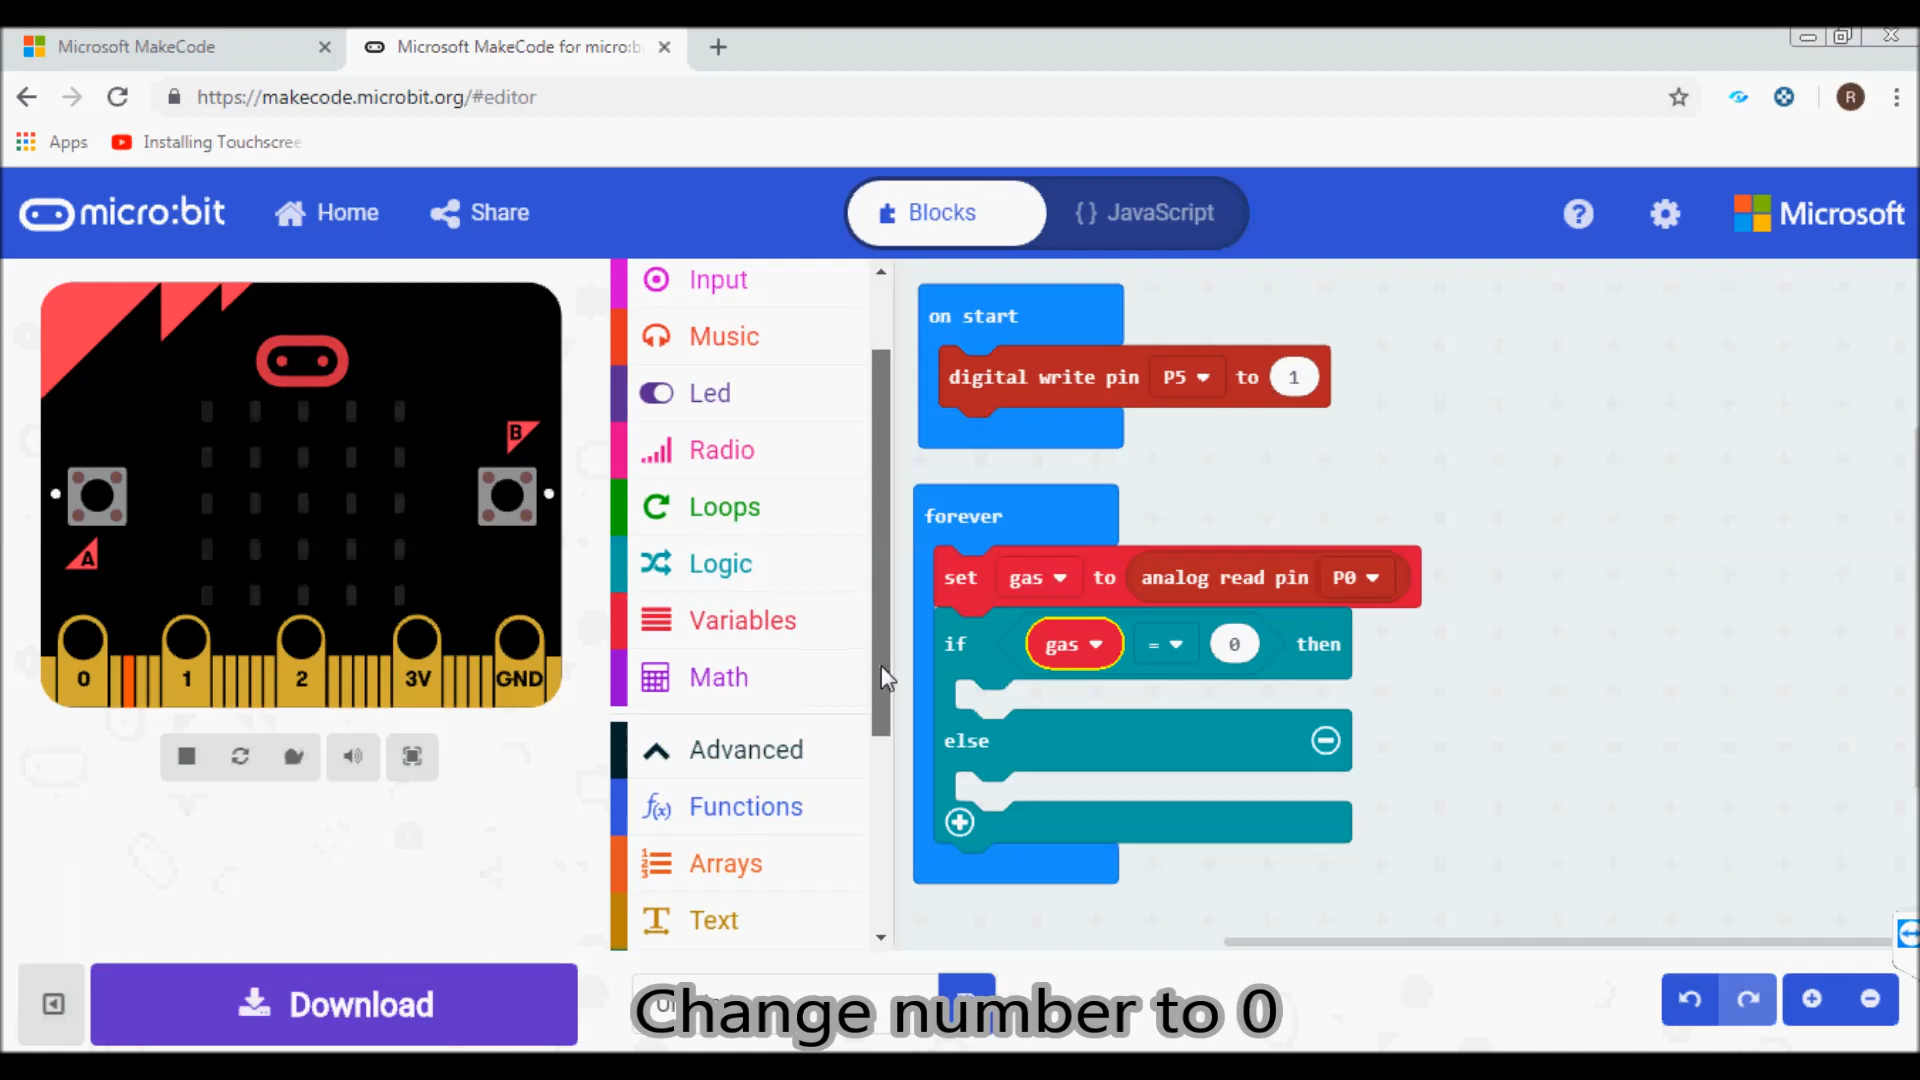 Microsoft MakeCode
Microsoft MakeCode for micro:b
https://makecode.microbit.org/#editor
R
Apps
Installing Touchscree
micro:bit
Home
Share
Blocks
{} JavaScript
?
Microsoft
B
A
0
1
2
3V
GND
Input
Music
Led
Radio
Loops
Logic
Variables
Math
Advanced
f(x) Functions
Arrays
Text
on start
digital write pin P5 to 1
forever
set gas to analog read pin P0
if gas = 0 then
else
Download
Change number to 0